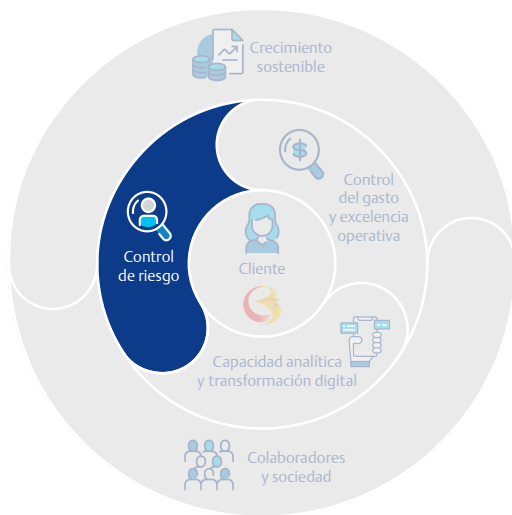 Crecimiento
sostenible
Control
del gasto
y excelencia
operativa
Control
de riesgo
Cliente
Capacidad analítica
y transformación digital
Colaboradores
y sociedad